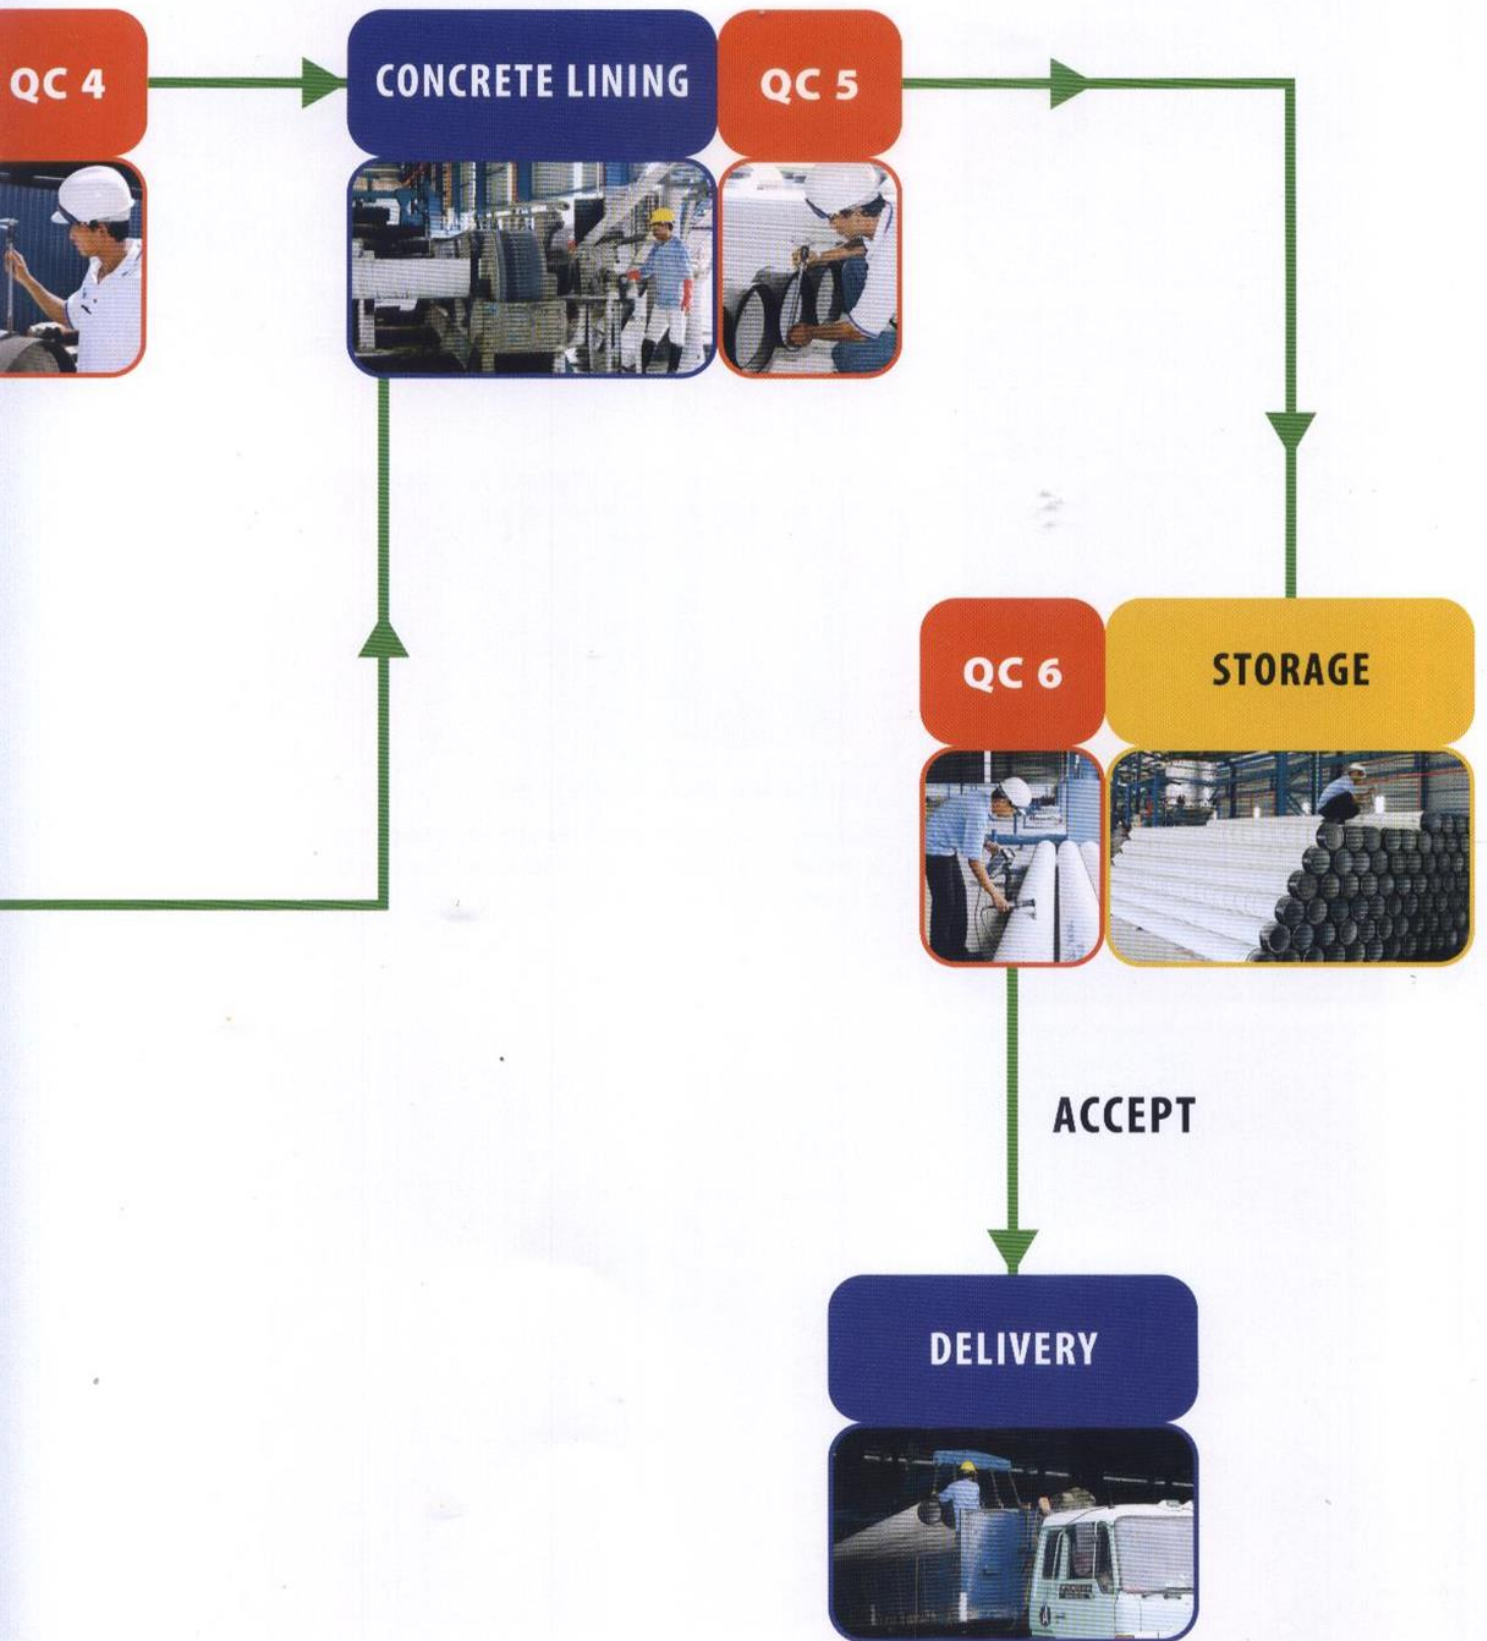 QC 4
CONCRETE LINING
QC 5
QC 6
STORAGE
ACCEPT
DELIVERY